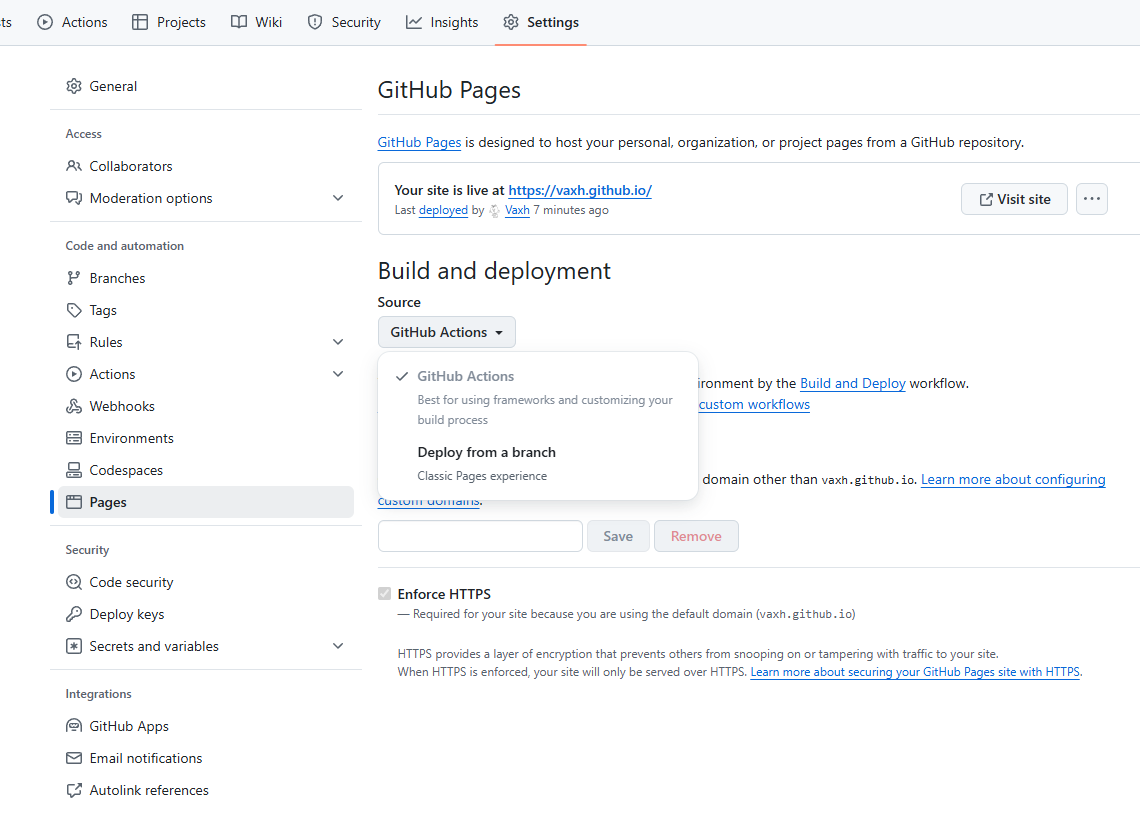 ts Actions Projects Wiki Security Insights Settings
General
Access
Collaborators
Moderation options
Code and automation
Branches
Tags
Rules
Actions
Webhooks
Environments
Codespaces
Pages
Security
Code security
Deploy keys
Secrets and variables
Integrations
GitHub Apps
Email notifications
Autolink references
GitHub Pages
GitHub Pages is designed to host your personal, organization, or project pages from a GitHub repository.
Your site is live at https://vaxh.github.io/
Last deployed by Vaxh 7 minutes ago
Visit site
Build and deployment
Source
GitHub Actions
GitHub Actions
Best for using frameworks and customizing your
build process
Deploy from a branch
Classic Pages experience
ironment by the Build and Deploy workflow.
custom workflows
domain other than vaxh.github.io. Learn more about configuring
custom domains.
Save Remove
Enforce HTTPS
— Required for your site because you are using the default domain (vaxh.github.io)
HTTPS provides a layer of encryption that prevents others from snooping on or tampering with traffic to your site.
When HTTPS is enforced, your site will only be served over HTTPS. Learn more about securing your GitHub Pages site with HTTPS.